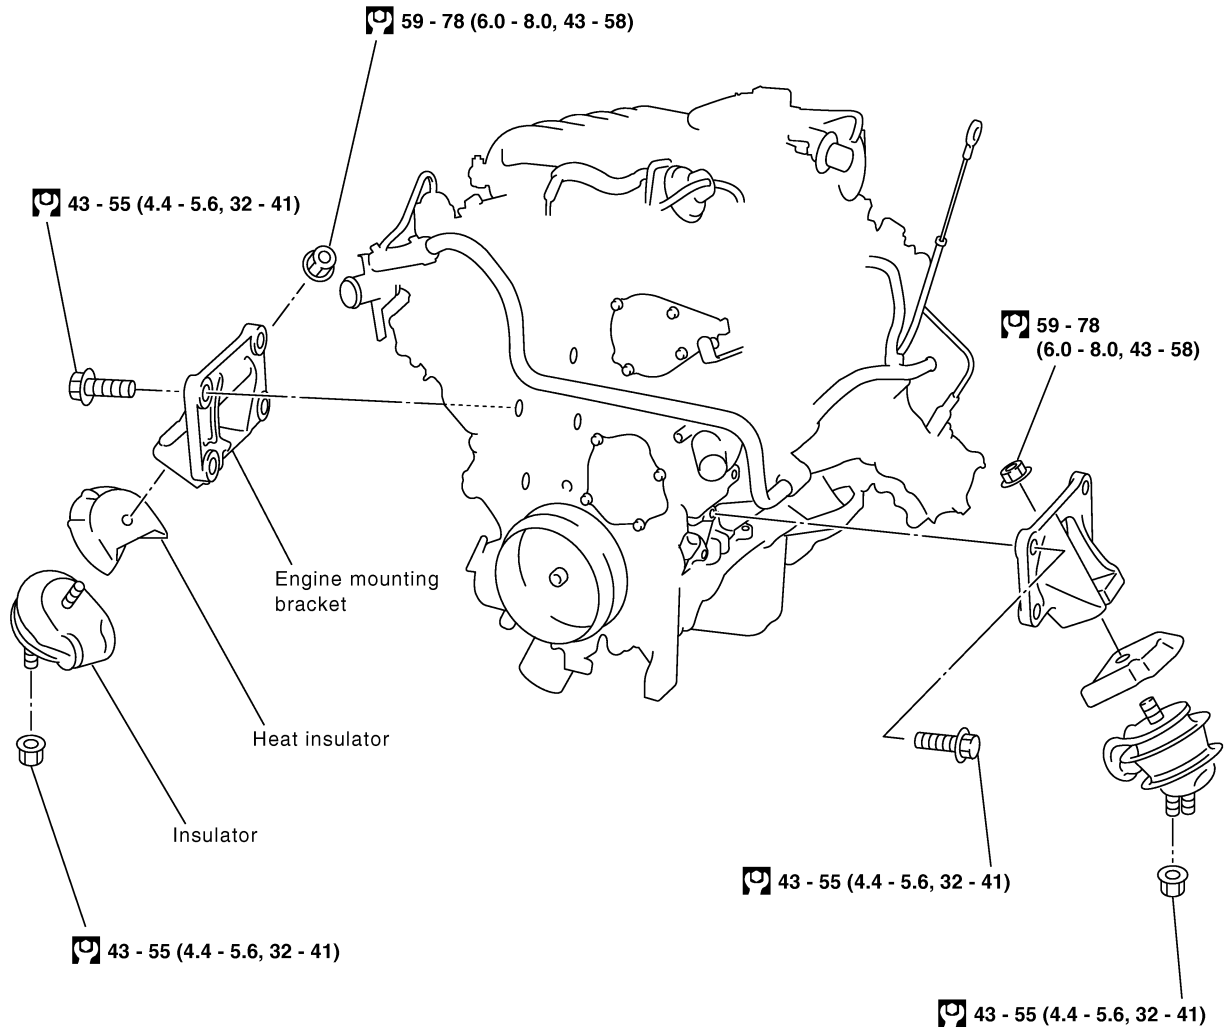 59 - 78 (6.0 - 8.0, 43 - 58)
43 - 55 (4.4 - 5.6, 32 - 41)
59 - 78
(6.0 - 8.0, 43 - 58)
Engine mounting
bracket
Heat insulator
Insulator
43 - 55 (4.4 - 5.6, 32 - 41)
43 - 55 (4.4 - 5.6, 32 - 41)
43 - 55 (4.4 - 5.6, 32 - 41)